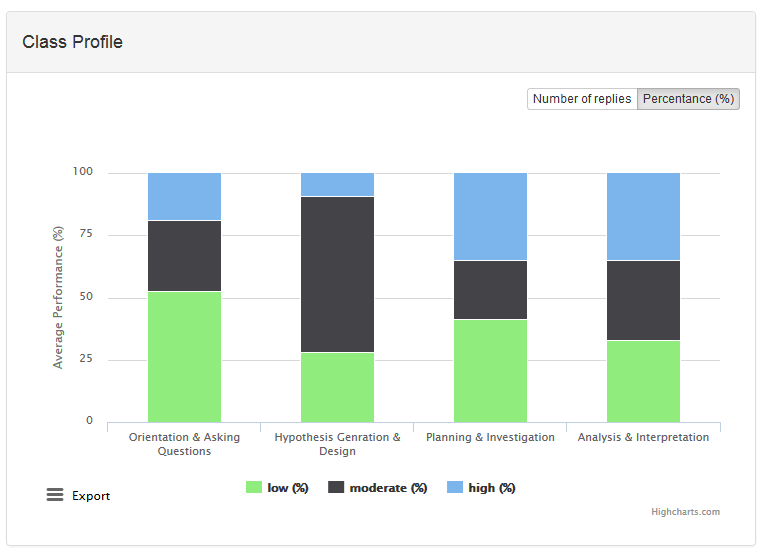 Class Profile
Number of replies
Percentance (%)
Average Performance (%)
100
75
50
25
0
Orientation & Asking
Questions
Hypothesis Genration &
Design
Planning & Investigation
Analysis & Interpretation
low (%)
moderate (%)
high (%)
Export
Highcharts.com